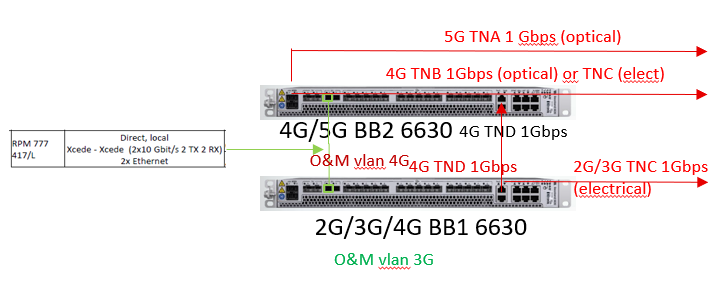 5G TNA 1 Gbps (optical)
4G TNB 1Gbps (optical) or TNC (elect)
4G/5G BB2 6630
4G TND 1Gbps
RPM 777
417/L
Direct, local
Xcede - Xcede (2x10 Gbit/s 2 TX 2 RX)
2x Ethernet
O&M vlan 4G
4G TND 1Gbps
2G/3G TNC 1Gbps
(electrical)
2G/3G/4G BB1 6630
O&M vlan 3G